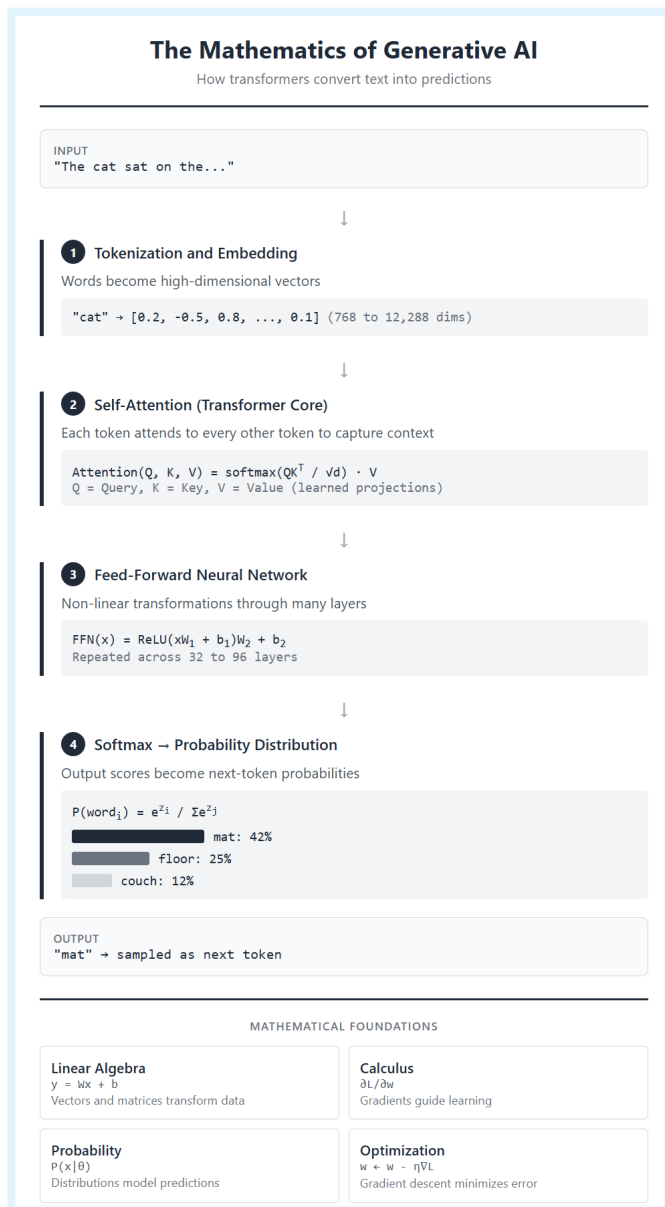 The Mathematics of Generative AI
How transformers convert text into predictions
INPUT
"The cat sat on the..."
↓
1 Tokenization and Embedding
Words become high-dimensional vectors
"cat" → [0.2, -0.5, 0.8, ..., 0.1] (768 to 12,288 dims)
↓
2 Self-Attention (Transformer Core)
Each token attends to every other token to capture context
Attention(Q, K, V) = softmax(QKᵀ / √d) · V
Q = Query, K = Key, V = Value (learned projections)
↓
3 Feed-Forward Neural Network
Non-linear transformations through many layers
FFN(x) = ReLU(xW₁ + b₁)W₂ + b₂
Repeated across 32 to 96 layers
↓
4 Softmax → Probability Distribution
Output scores become next-token probabilities
P(wordᵢ) = e^zᵢ / Σe^zⱼ
mat: 42%
floor: 25%
couch: 12%
OUTPUT
"mat" → sampled as next token
MATHEMATICAL FOUNDATIONS
Linear Algebra
y = Wx + b
Vectors and matrices transform data
Calculus
∂L/∂w
Gradients guide learning
Probability
P(x|θ)
Distributions model predictions
Optimization
w ← w - η∇L
Gradient descent minimizes error